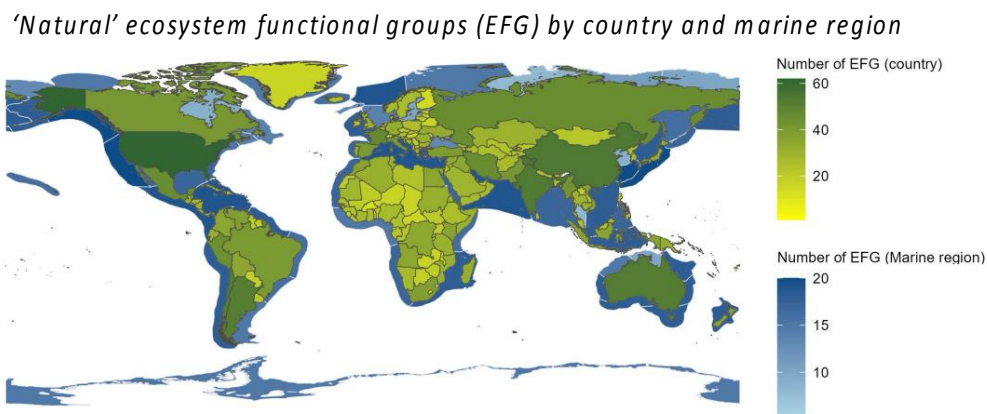 ‘Natural’ ecosystem functional groups (EFG) by country and marine region
Number of EFG (country)
60
40
20
Number of EFG (Marine region)
20
15
10